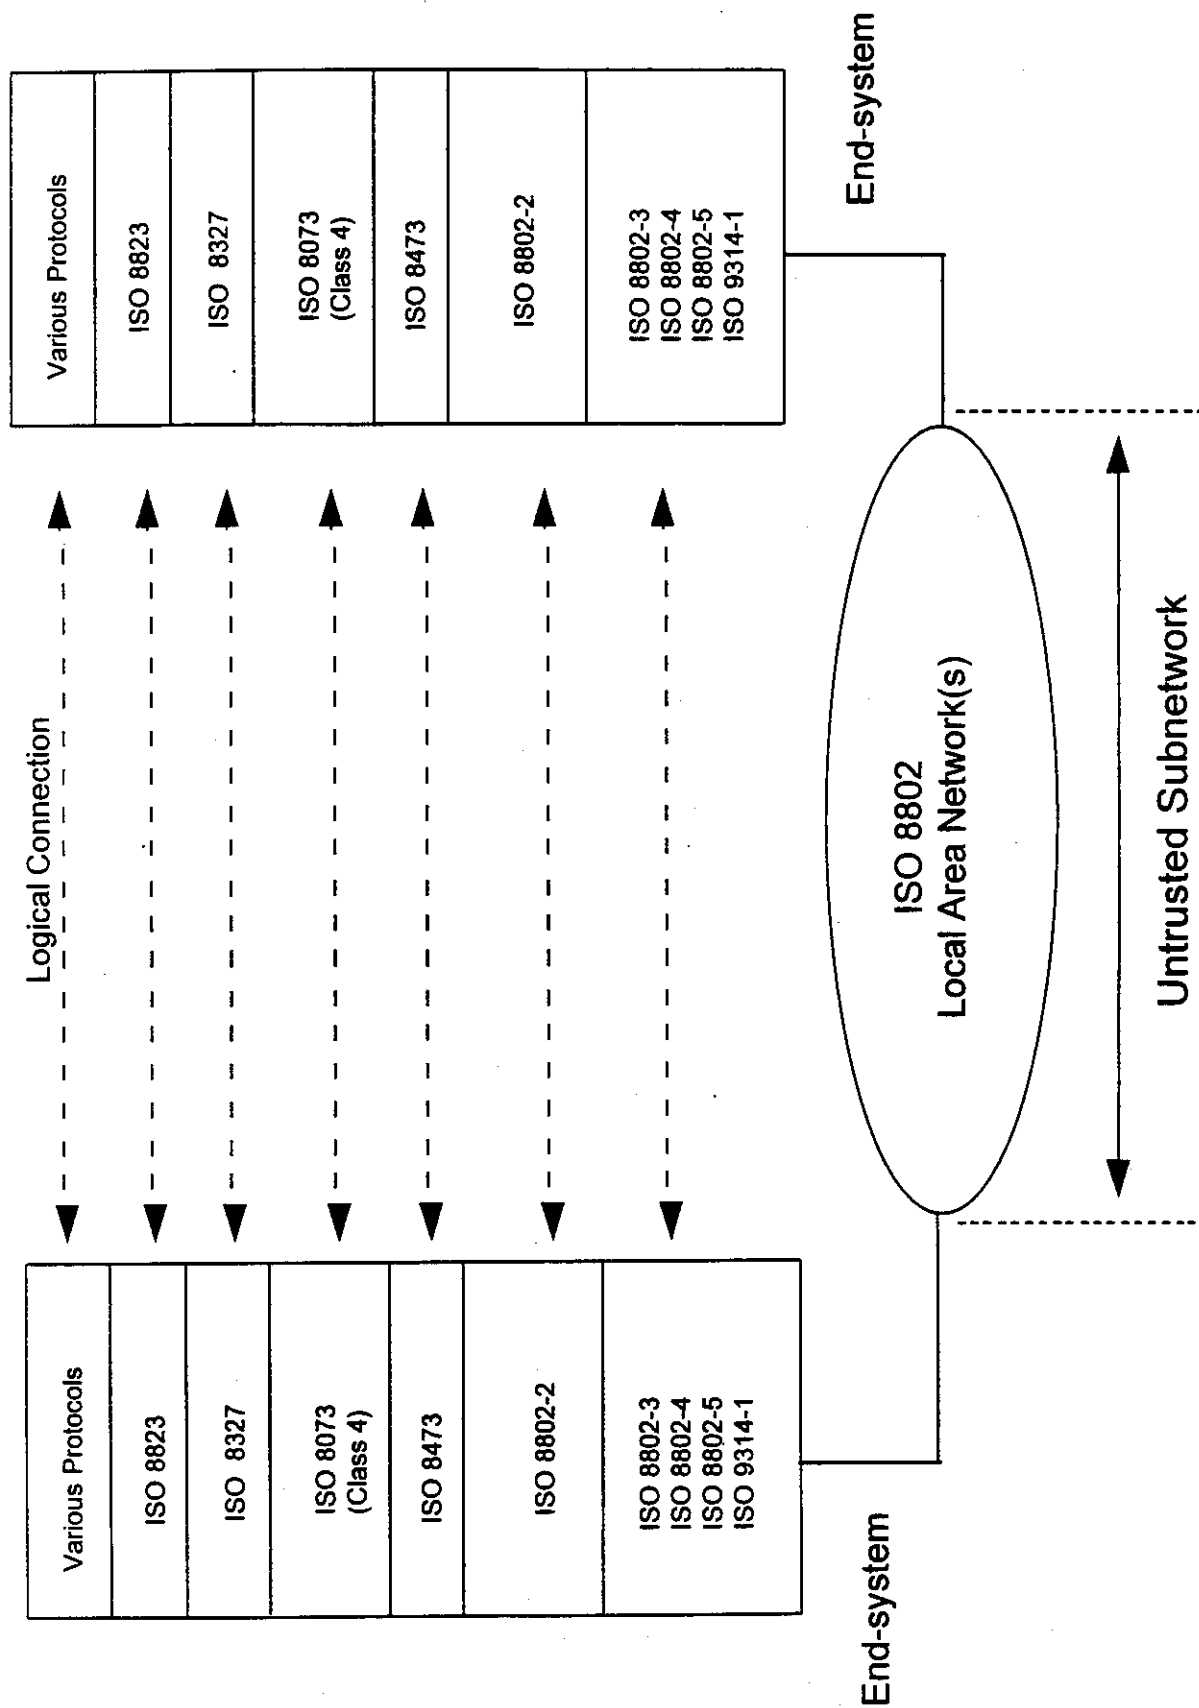 Logical Connection
Various Protocols
ISO 8823
ISO 8327
ISO 8073
(Class 4)
ISO 8473
ISO 8802-2
ISO 8802-3
ISO 8802-4
ISO 8802-5
ISO 9314-1
End-system
Various Protocols
ISO 8823
ISO 8327
ISO 8073
(Class 4)
ISO 8473
ISO 8802-2
ISO 8802-3
ISO 8802-4
ISO 8802-5
ISO 9314-1
End-system
ISO 8802
Local Area Network(s)
Untrusted Subnetwork